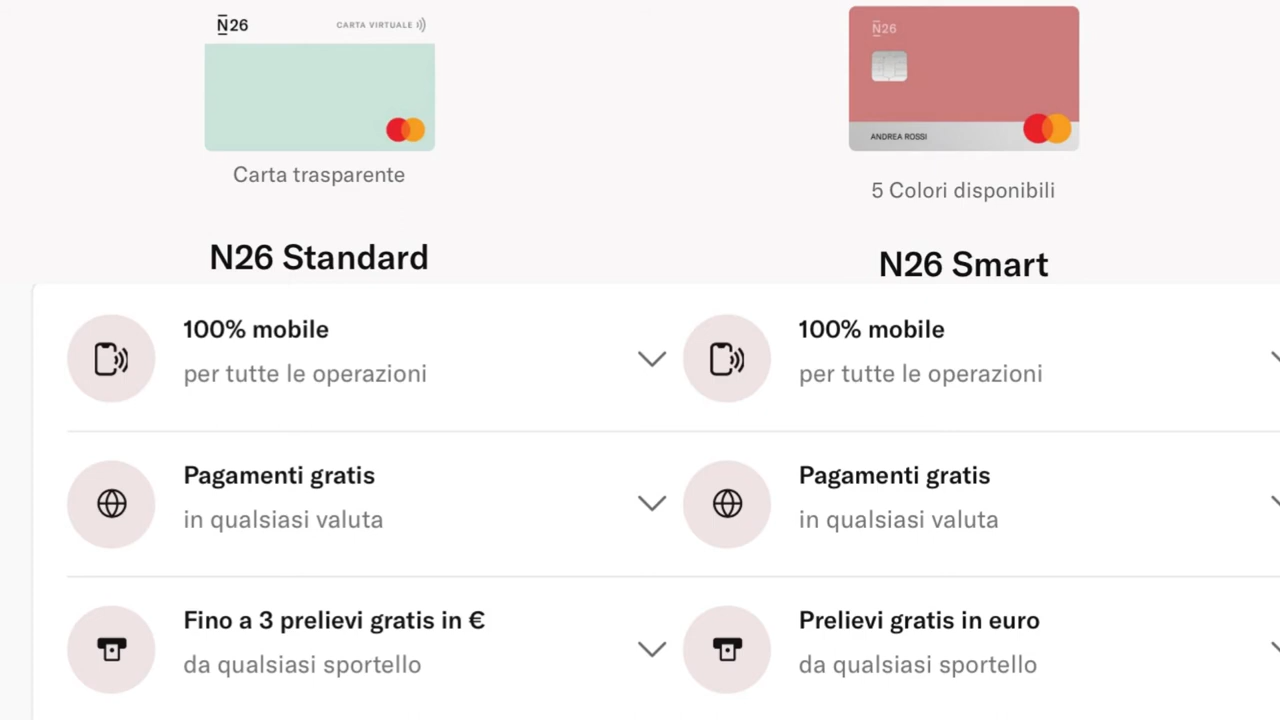 N26
CARTA VIRTUALE
Carta trasparente
N26 Standard
N26
ANDREA ROSSI
5 Colori disponibili
N26 Smart
100% mobile
per tutte le operazioni
Pagamenti gratis
in qualsiasi valuta
Fino a 3 prelievi gratis in €
da qualsiasi sportello
100% mobile
per tutte le operazioni
Pagamenti gratis
in qualsiasi valuta
Prelievi gratis in euro
da qualsiasi sportello